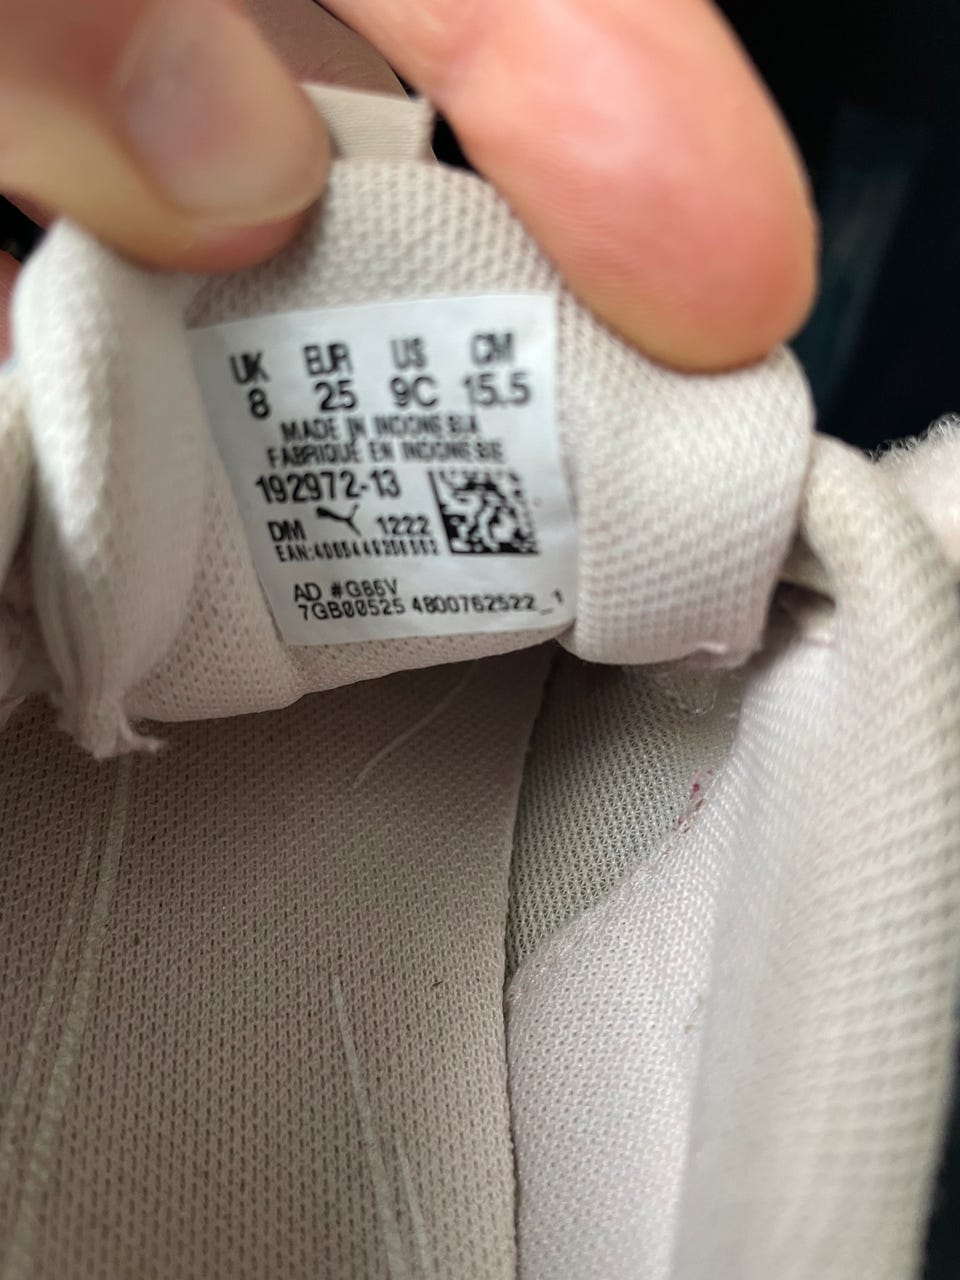 UK EUR US CM
8 25 9C 15.5
MADE IN INDONESIA
FABRIQUÉ EN INDONESIE
192972-13
DM 1222
AD #G86V
7GB00525 4800762522_1